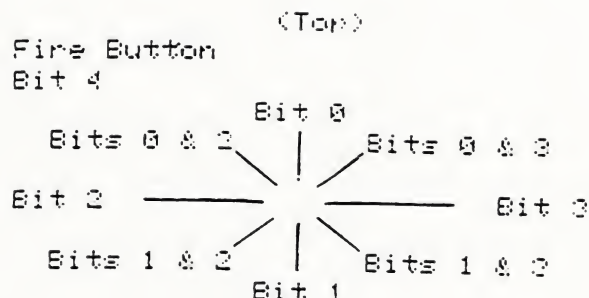 (Top)
Fire Button
Bit 4
Bit 0
Bits 0 & 2 Bits 0 & 3
Bit 2 Bit 3
Bits 1 & 2 Bits 1 & 3
Bit 1